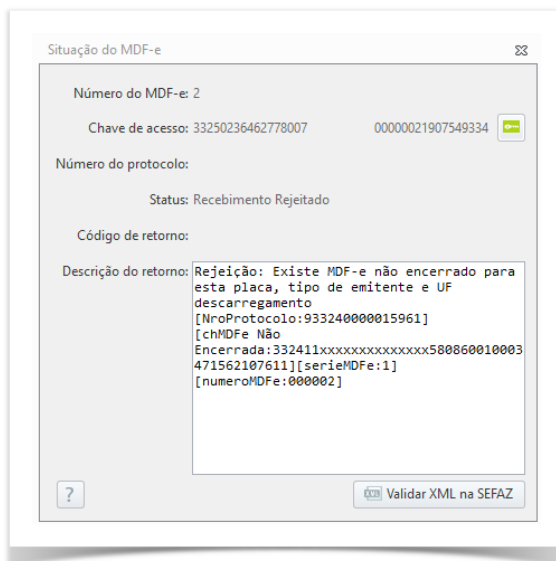 Situação do MDF-e
Número do MDF-e: 2
Chave de acesso: 33250236462778007 00000021907549334
Número do protocolo:
Status: Recebimento Rejeitado
Código de retorno:
Descrição do retorno: Rejeição: Existe MDF-e não encerrado para
esta placa, tipo de emitente e UF
descarregamento
[NroProtocolo:933240000015961]
[chMDFe Não
Encerrada:332411xxxxxxxxxxxxxxx580860010003
471562107611][serieMDFe:1]
[numeroMDFe:000002]
? Validar XML na SEFAZ